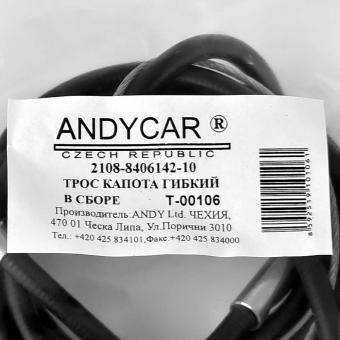 ANDYCAR ®
CZECH REPUBLIC
2108-8406142-10
ТРОС КАПОТА ГИБКИЙ
В СБОРЕ T-00106
Производитель:ANDY Ltd. ЧЕХИЯ,
470 01 Ческа Липа, Ул.Порични 3010
Тел.: +420 425 834101,Факс:+420 425 834000
8592519101061